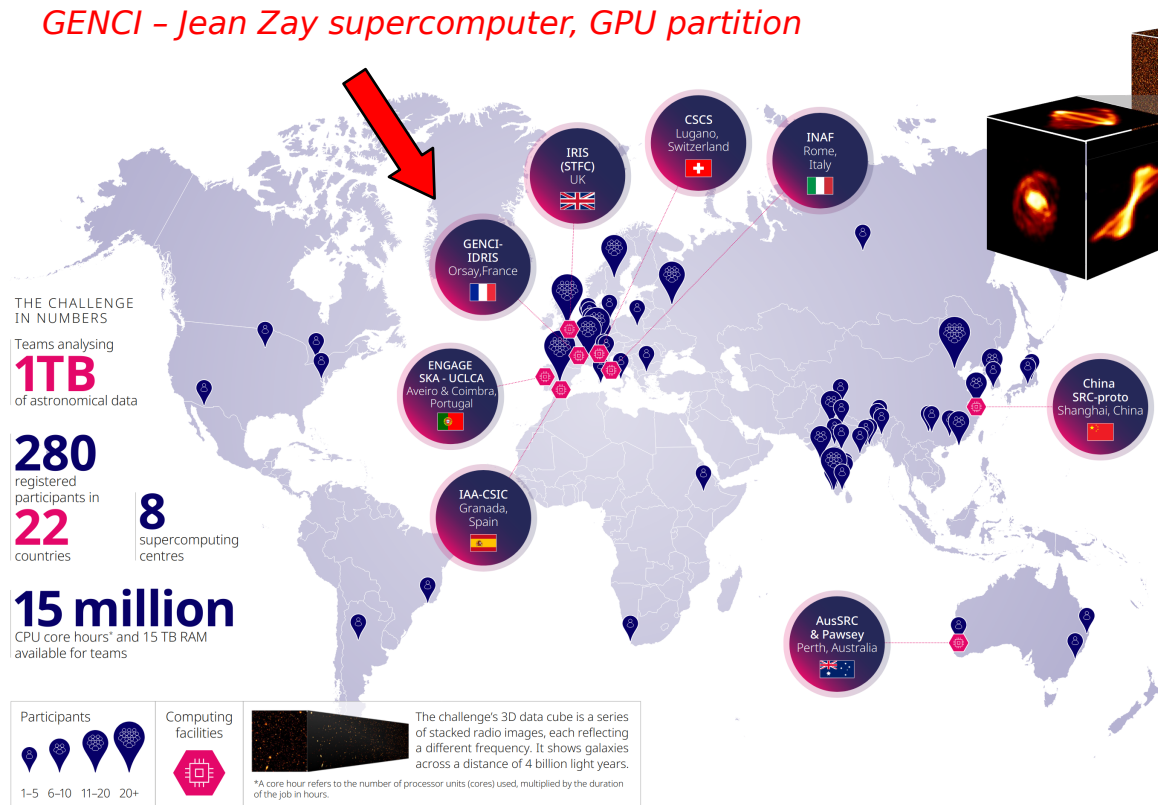 GENCI – Jean Zay supercomputer, GPU partition
CSCS
Lugano,
Switzerland
INAF
Rome,
Italy
IRIS
(STFC)
UK
GENCI-
IDRIS
Orsay,France
THE CHALLENGE
IN NUMBERS
Teams analysing
1TB
of astronomical data
ENGAGE
SKA - UCLCA
Aveiro & Coimbra,
Portugal
China
SRC-proto
Shanghai, China
280
registered
participants in
22
countries
8
supercomputing
centres
IAA-CSIC
Granada,
Spain
15 million
CPU core hours* and 15 TB RAM
available for teams
AusSRC
& Pawsey
Perth, Australia
Participants
1–5 6–10 11–20 20+
Computing
facilities
The challenge's 3D data cube is a series
of stacked radio images, each reflecting
a different frequency. It shows galaxies
across a distance of 4 billion light years.
*A core hour refers to the number of processor units (cores) used, multiplied by the duration
of the job in hours.